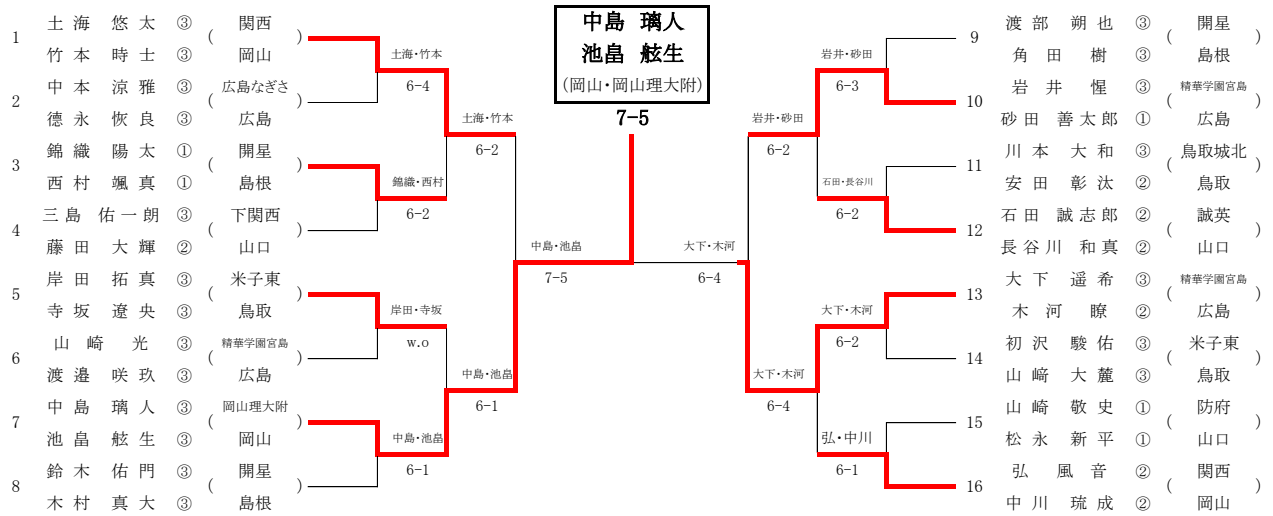 中島 璃人
池畠 舷生
(岡山・岡山理大附)
7-5
1 土海 悠太 ③ ( 関西 )
竹本 時士 ③ 岡山
2 中本 涼雅 ③ ( 広島なぎさ )
德永 恢良 ③ 広島
3 錦織 陽太 ① ( 開星 )
西村 颯真 ① 島根
4 三島 佑一朗 ③ ( 下関西 )
藤田 大輝 ② 山口
5 岸田 拓真 ③ ( 米子東 )
寺坂 遼央 ③ 鳥取
6 山崎 光 ③ ( 精華学園宮島 )
渡邉 咲玖 ③ 広島
7 中島 璃人 ③ ( 岡山理大附 )
池畠 舷生 ③ 岡山
8 鈴木 佑門 ③ ( 開星 )
木村 真大 ③ 島根
土海・竹本
6-4
錦織・西村
6-2
岸田・寺坂
w.o
中島・池畠
6-1
土海・竹本
6-2
中島・池畠
6-1
中島・池畠
7-5
大下・木河
6-4
岩井・砂田
6-2
大下・木河
6-4
岩井・砂田
6-3
石田・長谷川
6-2
大下・木河
6-2
弘・中川
6-1
9 渡部 朔也 ③ ( 開星 )
角田 樹 ③ 島根
10 岩井 惺 ③ ( 精華学園宮島 )
砂田 善太郎 ① 広島
11 川本 大和 ③ ( 鳥取城北 )
安田 彰汰 ② 鳥取
12 石田 誠志郎 ② ( 誠英 )
長谷川 和真 ② 山口
13 大下 遥希 ③ ( 精華学園宮島 )
木河 瞭 ② 広島
14 初沢 駿佑 ③ ( 米子東 )
山﨑 大麓 ③ 鳥取
15 山崎 敬史 ① ( 防府 )
松永 新平 ① 山口
16 弘 風音 ② ( 関西 )
中川 琉成 ② 岡山